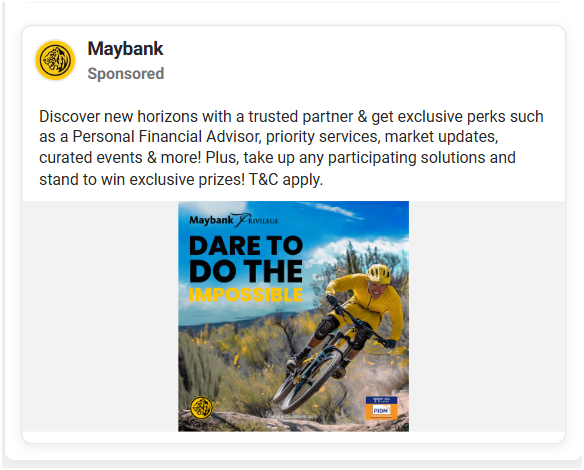 Maybank
Sponsored
Discover new horizons with a trusted partner & get exclusive perks such
as a Personal Financial Advisor, priority services, market updates,
curated events & more! Plus, take up any participating solutions and
stand to win exclusive prizes! T&C apply.
Maybank PRIVILEGE
DARE TO
DO THE
IMPOSSIBLE
PIDM